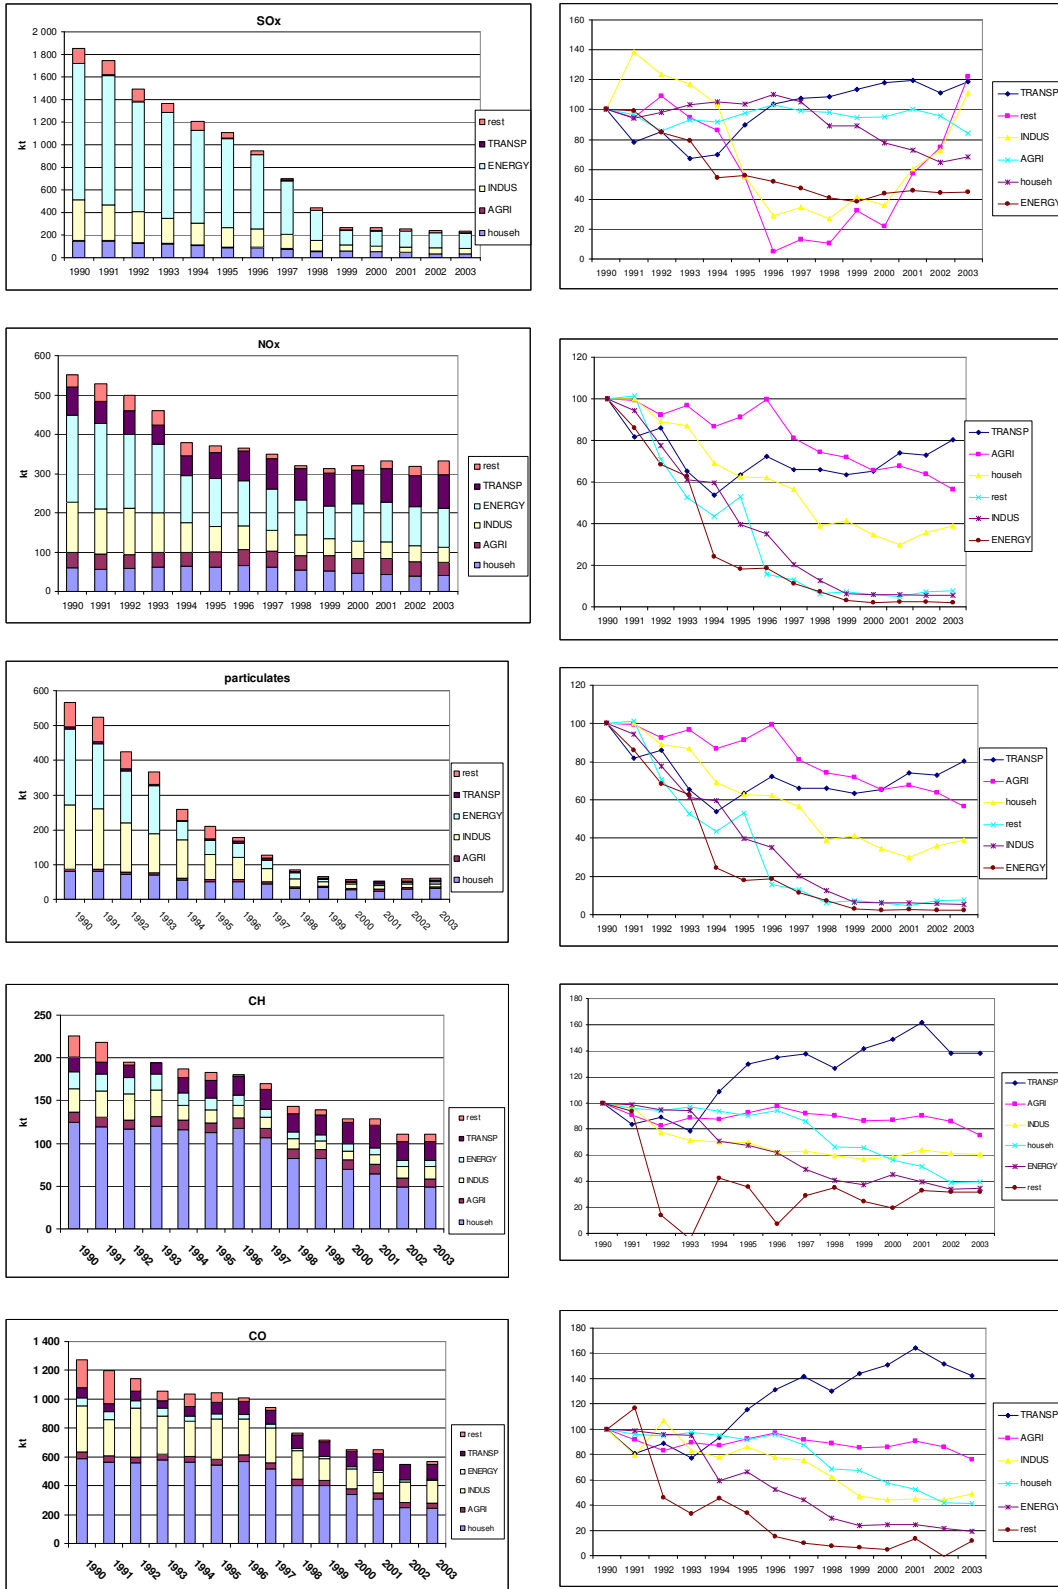 SOx
2 000
1 800
1 600
1 400
1 200
1 000
800
600
400
200
0
kt
1990 1991 1992 1993 1994 1995 1996 1997 1998 1999 2000 2001 2002 2003
rest
TRANSP
ENERGY
INDUS
AGRI
househ
160
140
120
100
80
60
40
20
0
1990 1991 1992 1993 1994 1995 1996 1997 1998 1999 2000 2001 2002 2003
TRANSP
rest
INDUS
AGRI
househ
ENERGY
NOx
600
500
400
300
200
100
0
kt
1990 1991 1992 1993 1994 1995 1996 1997 1998 1999 2000 2001 2002 2003
rest
TRANSP
ENERGY
INDUS
AGRI
househ
120
100
80
60
40
20
0
1990 1991 1992 1993 1994 1995 1996 1997 1998 1999 2000 2001 2002 2003
TRANSP
AGRI
househ
rest
INDUS
ENERGY
particulates
600
500
400
300
200
100
0
kt
1990 1991 1992 1993 1994 1995 1996 1997 1998 1999 2000 2001 2002 2003
rest
TRANSP
ENERGY
INDUS
AGRI
househ
120
100
80
60
40
20
0
1990 1991 1992 1993 1994 1995 1996 1997 1998 1999 2000 2001 2002 2003
TRANSP
AGRI
househ
rest
INDUS
ENERGY
CH
250
200
150
100
50
0
kt
1990 1991 1992 1993 1994 1995 1996 1997 1998 1999 2000 2001 2002 2003
rest
TRANSP
ENERGY
INDUS
AGRI
househ
180
160
140
120
100
80
60
40
20
0
1990 1991 1992 1993 1994 1995 1996 1997 1998 1999 2000 2001 2002 2003
TRANSP
AGRI
INDUS
househ
ENERGY
rest
CO
1 400
1 200
1 000
800
600
400
200
0
kt
1990 1991 1992 1993 1994 1995 1996 1997 1998 1999 2000 2001 2002 2003
rest
TRANSP
ENERGY
INDUS
AGRI
househ
180
160
140
120
100
80
60
40
20
0
1990 1991 1992 1993 1994 1995 1996 1997 1998 1999 2000 2001 2002 2003
TRANSP
AGRI
INDUS
househ
ENERGY
rest